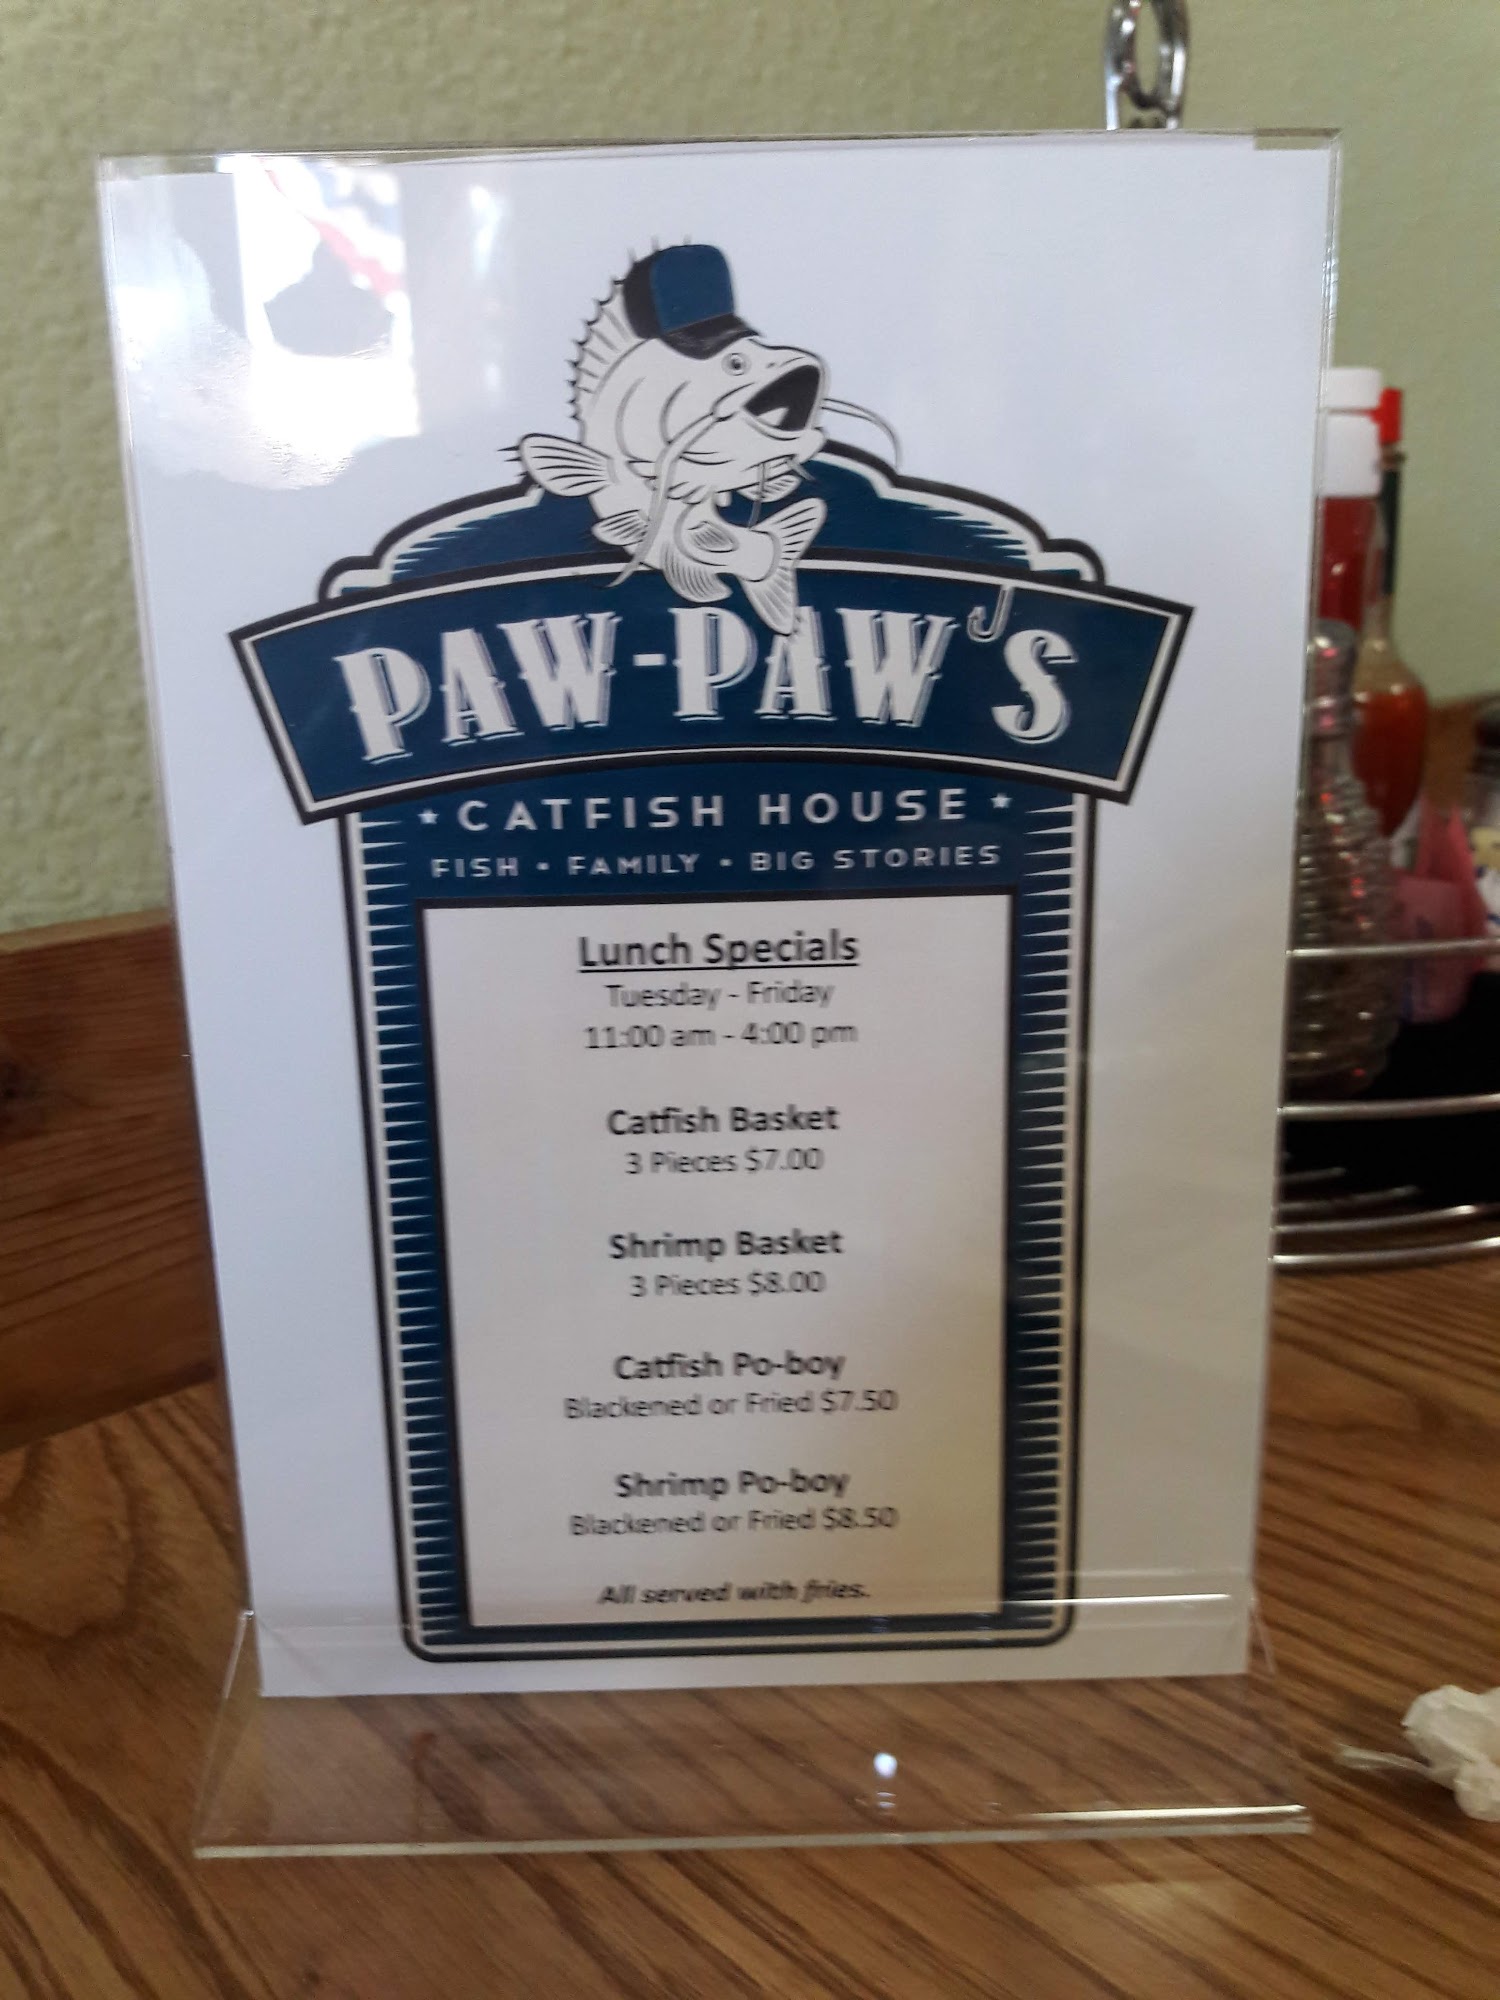 PAW-PAW'S
★ CATFISH HOUSE ★
FISH • FAMILY • BIG STORIES
Lunch Specials
Tuesday - Friday
11:00 am - 4:00 pm
Catfish Basket
3 Pieces $7.00
Shrimp Basket
3 Pieces $8.00
Catfish Po-boy
Blackened or Fried $7.50
Shrimp Po-boy
Blackened or Fried $8.50
All served with fries.